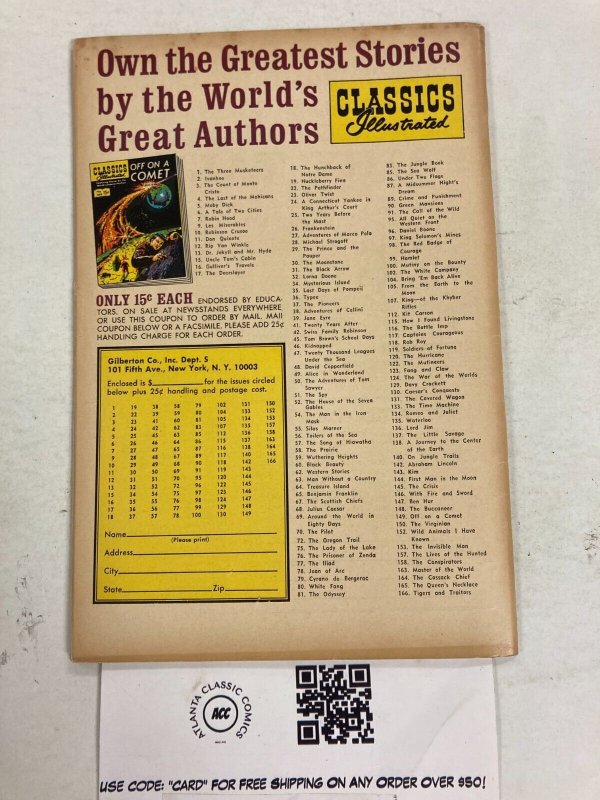 Own the Greatest Stories
by the World's
Great Authors
CLASSICS
Illustrated
CLASSICS
Illustrated
OFF ON A
COMET
1. The Three Musketeers
2. Ivanhoe
3. The Count of Monte
Cristo
4. The Last of the Mohicans
5. Moby Dick
6. A Tale of Two Cities
7. Robin Hood
9. Les Miserables
10. Robinson Crusoe
11. Don Quixote
12. Rip Van Winkle
13. Dr. Jekyll and Mr. Hyde
15. Uncle Tom's Cabin
16. Gulliver's Travels
17. The Deerslayer
18. The Hunchback of
Notre Dame
19. Huckleberry Finn
22. The Pathfinder
23. Oliver Twist
24. A Connecticut Yankee in
King Arthur's Court
25. Two Years Before
the Mast
26. Frankenstein
27. Adventures of Marco Polo
28. Michael Strogoff
29. The Prince and the
Pauper
30. The Moonstone
31. The Black Arrow
32. Lorna Doone
34. Mysterious Island
35. Last Days of Pompeii
36. Typee
37. The Pioneers
38. Adventures of Cellini
39. Jane Eyre
41. Twenty Years After
42. Swiss Family Robinson
45. Tom Brown's School Days
46. Kidnapped
47. Twenty Thousand Leagues
Under the Sea
48. David Copperfield
49. Alice in Wonderland
50. The Adventures of Tom
Sawyer
51. The Spy
52. The House of the Seven
Gables
54. The Man in the Iron
Mask
55. Silas Marner
56. Toilers of the Sea
57. The Song of Hiawatha
58. The Prairie
59. Wuthering Heights
60. Black Beauty
62. Western Stories
63. Man Without a Country
64. Treasure Island
65. Benjamin Franklin
67. The Scottish Chiefs
68. Julius Caesar
69. Around the World in
Eighty Days
70. The Pilot
72. The Oregon Trail
75. The Lady of the Lake
76. The Prisoner of Zenda
77. The Iliad
78. Joan of Arc
79. Cyrano de Bergerac
80. White Fang
81. The Odyssey
83. The Jungle Book
85. The Sea Wolf
86. Under Two Flags
87. A Midsummer Night's
Dream
89. Crime and Punishment
90. Green Mansions
91. The Call of the Wild
95. All Quiet on the
Western Front
96. Daniel Boone
97. King Solomon's Mines
98. The Red Badge of
Courage
99. Hamlet
100. Mutiny on the Bounty
102. The White Company
104. Bring 'Em Back Alive
105. From the Earth to the
Moon
107. King—of the Khyber
Rifles
112. Kit Carson
115. How I Found Livingstone
116. The Bottle Imp
117. Captains Courageous
118. Rob Roy
119. Soldiers of Fortune
120. The Hurricane
122. The Mutineers
123. Fang and Claw
124. The War of the Worlds
129. Davy Crockett
130. Caesar's Conquests
131. The Covered Wagon
133. The Time Machine
134. Romeo and Juliet
135. Waterloo
136. Lord Jim
137. The Little Savage
138. A Journey to the Center
of the Earth
140. On Jungle Trails
142. Abraham Lincoln
143. Kim
144. First Man in the Moon
145. The Crisis
146. With Fire and Sword
147. Ben Hur
148. The Buccaneer
149. Off on a Comet
150. The Virginian
152. Wild Animals I Have
Known
153. The Invisible Man
157. The Lives of the Hunted
158. The Conspirators
163. Master of the World
164. The Cossack Chief
165. The Queen's Necklace
166. Tigers and Traitors
ONLY 15¢ EACH ENDORSED BY EDUCA-
TORS. ON SALE AT NEWSSTANDS EVERYWHERE
OR USE THIS COUPON TO ORDER BY MAIL. MAIL
COUPON BELOW OR A FACSIMILE. PLEASE ADD 25¢
HANDLING CHARGE FOR EACH ORDER.
Gilberton Co., Inc. Dept. S
101 Fifth Ave., New York, N. Y. 10003
Enclosed is $ for the issues circled
below plus 25¢ handling and postage cost.
Name
(Please print)
Address
City
State Zip
ATLANTA CLASSIC COMICS
ACC
USE CODE: "CARD" FOR FREE SHIPPING ON ANY ORDER OVER $50!